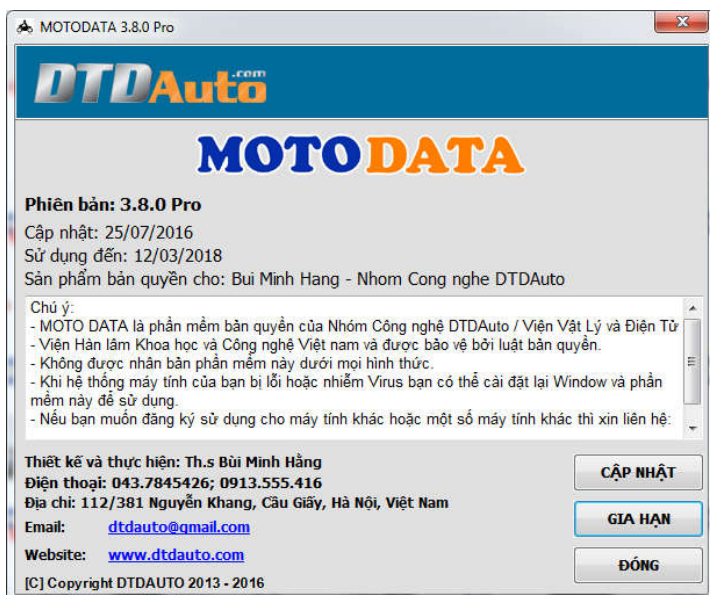 MOTODATA 3.8.0 Pro
DTDAuto.com
MOTODATA
Phiên bản: 3.8.0 Pro
Cập nhật: 25/07/2016
Sử dụng đến: 12/03/2018
Sản phẩm bản quyền cho: Bui Minh Hang - Nhom Cong nghe DTDAuto
Chú ý:
- MOTO DATA là phần mềm bản quyền của Nhóm Công nghệ DTDAuto / Viện Vật Lý và Điện Tử
- Viện Hàn lâm Khoa học và Công nghệ Việt nam và được bảo vệ bởi luật bản quyền.
- Không được nhân bản phần mềm này dưới mọi hình thức.
- Khi hệ thống máy tính của bạn bị lỗi hoặc nhiễm Virus bạn có thể cài đặt lại Window và phần
mềm này để sử dụng.
- Nếu bạn muốn đăng ký sử dụng cho máy tính khác hoặc một số máy tính khác thì xin liên hệ:
Thiết kế và thực hiện: Th.s Bùi Minh Hằng
Điện thoại: 043.7845426; 0913.555.416
Địa chỉ: 112/381 Nguyễn Khang, Cầu Giấy, Hà Nội, Việt Nam
Email: dtdauto@gmail.com
Website: www.dtdauto.com
[C] Copyright DTDAUTO 2013 - 2016
CẬP NHẬT
GIA HẠN
ĐÓNG